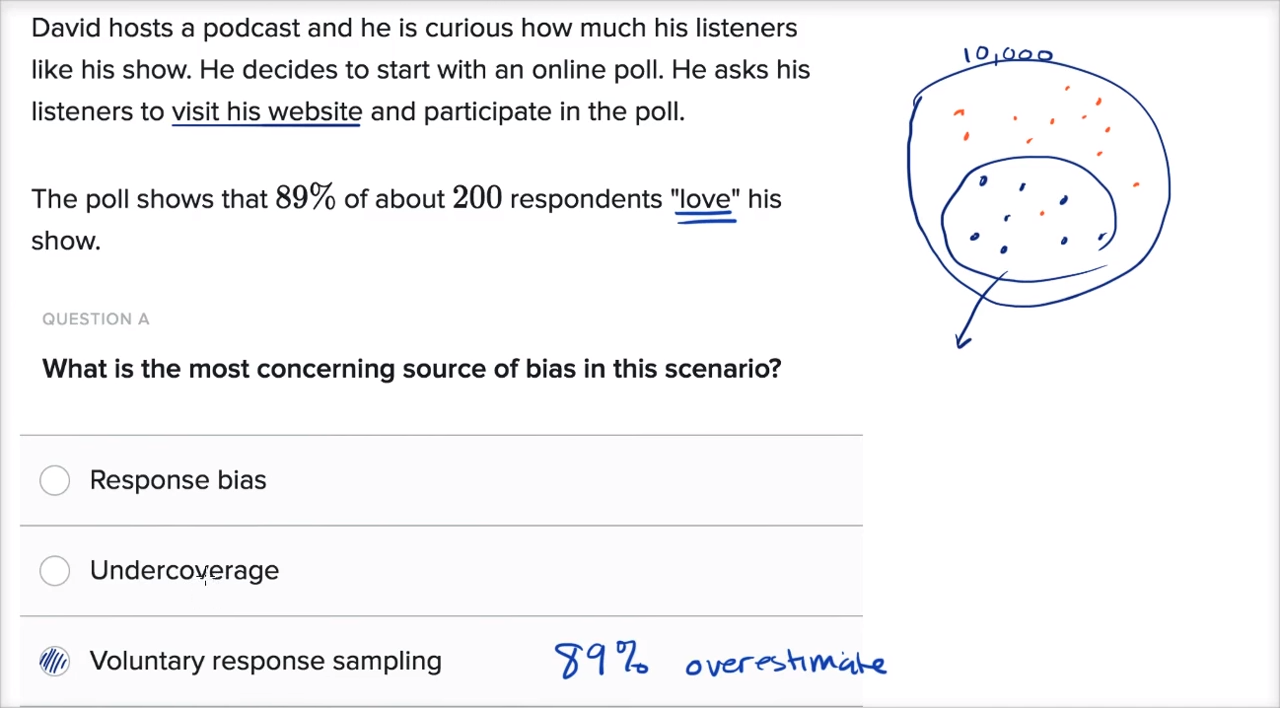 David hosts a podcast and he is curious how much his listeners
like his show. He decides to start with an online poll. He asks his
listeners to visit his website and participate in the poll.
The poll shows that 89% of about 200 respondents "love" his
show.
10,000
QUESTION A
What is the most concerning source of bias in this scenario?
Response bias
Undercoverage
Voluntary response sampling
89% overestimate